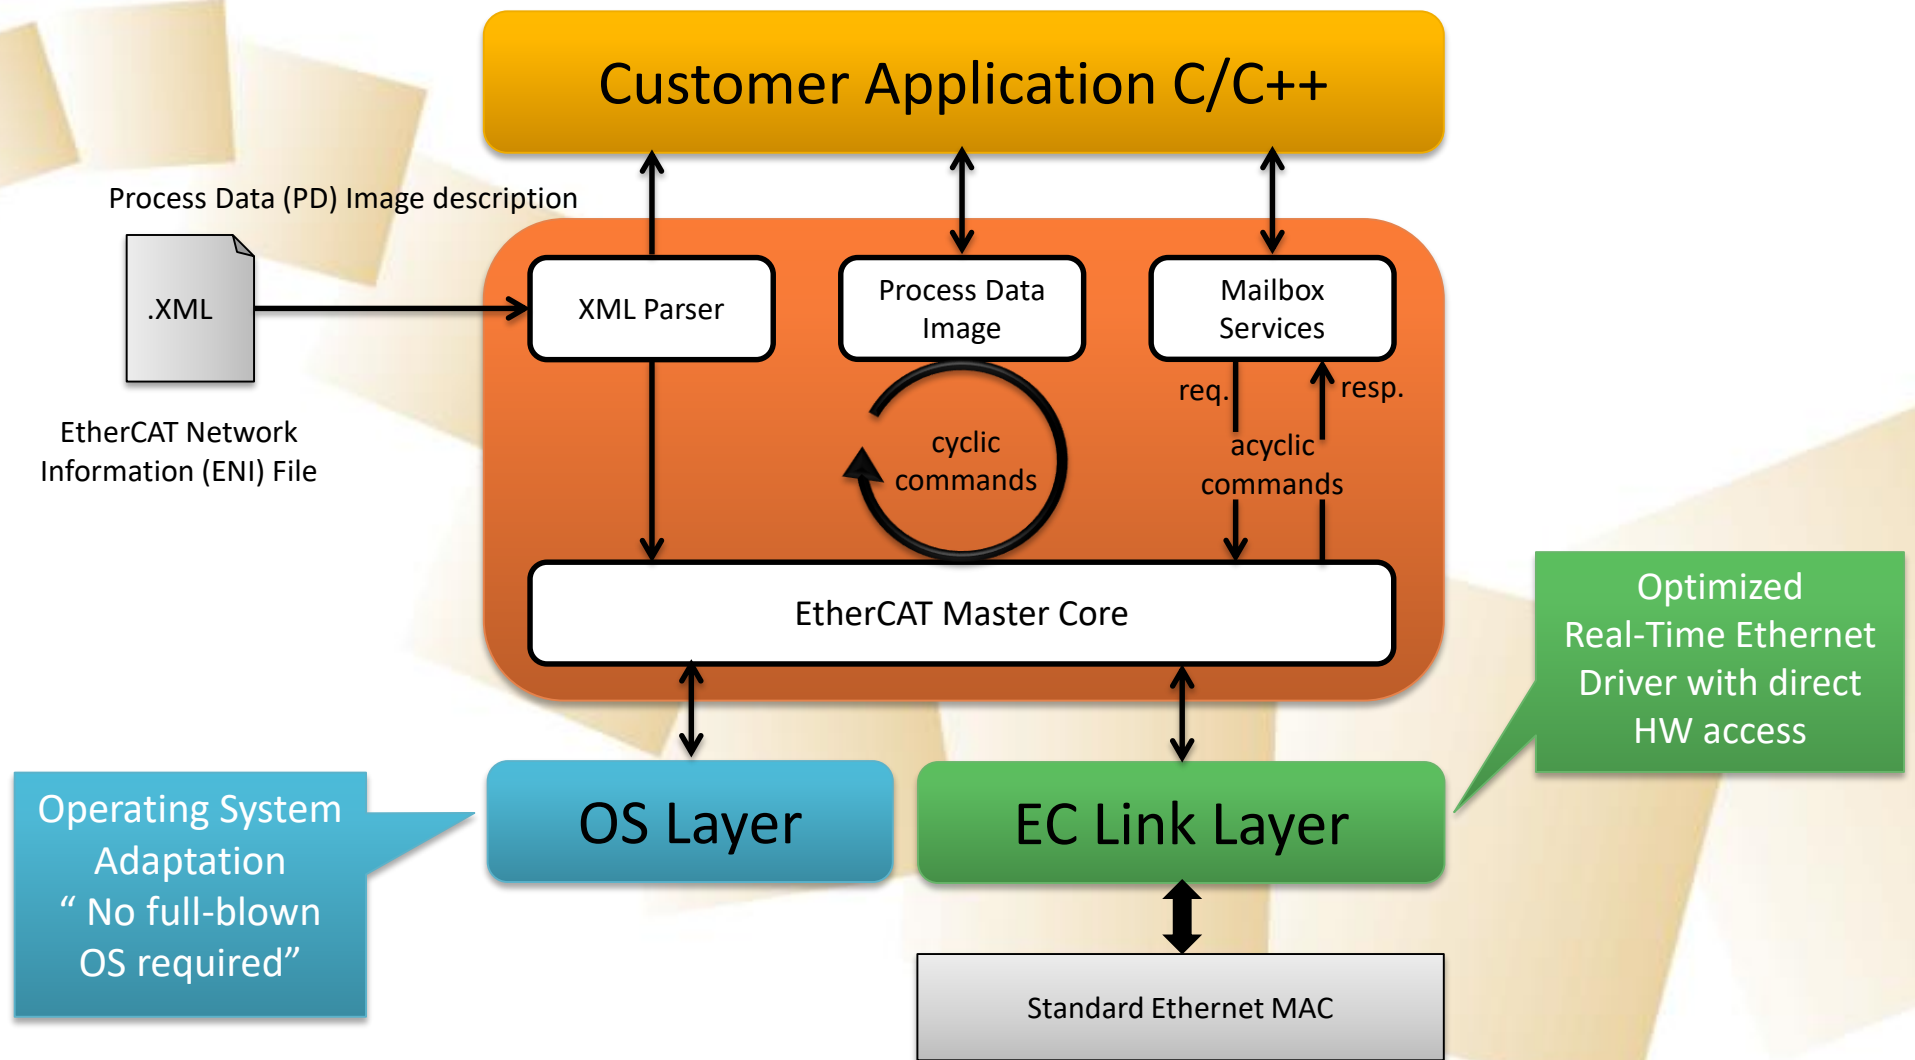 Customer Application C/C++
Process Data (PD) Image description
.XML
EtherCAT Network
Information (ENI) File
XML Parser
Process Data
Image
Mailbox
Services
req.
resp.
cyclic
commands
acyclic
commands
EtherCAT Master Core
Optimized
Real-Time Ethernet
Driver with direct
HW access
Operating System
Adaptation
“ No full-blown
OS required”
OS Layer
EC Link Layer
Standard Ethernet MAC